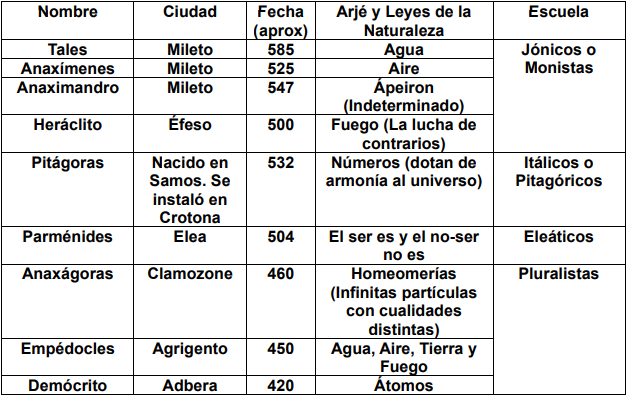 Nombre Ciudad Fecha (aprox) Arjé y Leyes de la Naturaleza Escuela
Tales Mileto 585 Agua Jónicos o Monistas
Anaxímenes Mileto 525 Aire
Anaximandro Mileto 547 Ápeiron (Indeterminado)
Heráclito Éfeso 500 Fuego (La lucha de contrarios)
Pitágoras Nacido en Samos. Se instaló en Crotona 532 Números (dotan de armonía al universo) Itálicos o Pitagóricos
Parménides Elea 504 El ser es y el no-ser no es Eleáticos
Anaxágoras Clamozone 460 Homeomerías (Infinitas partículas con cualidades distintas) Pluralistas
Empédocles Agrigento 450 Agua, Aire, Tierra y Fuego
Demócrito Adbera 420 Átomos